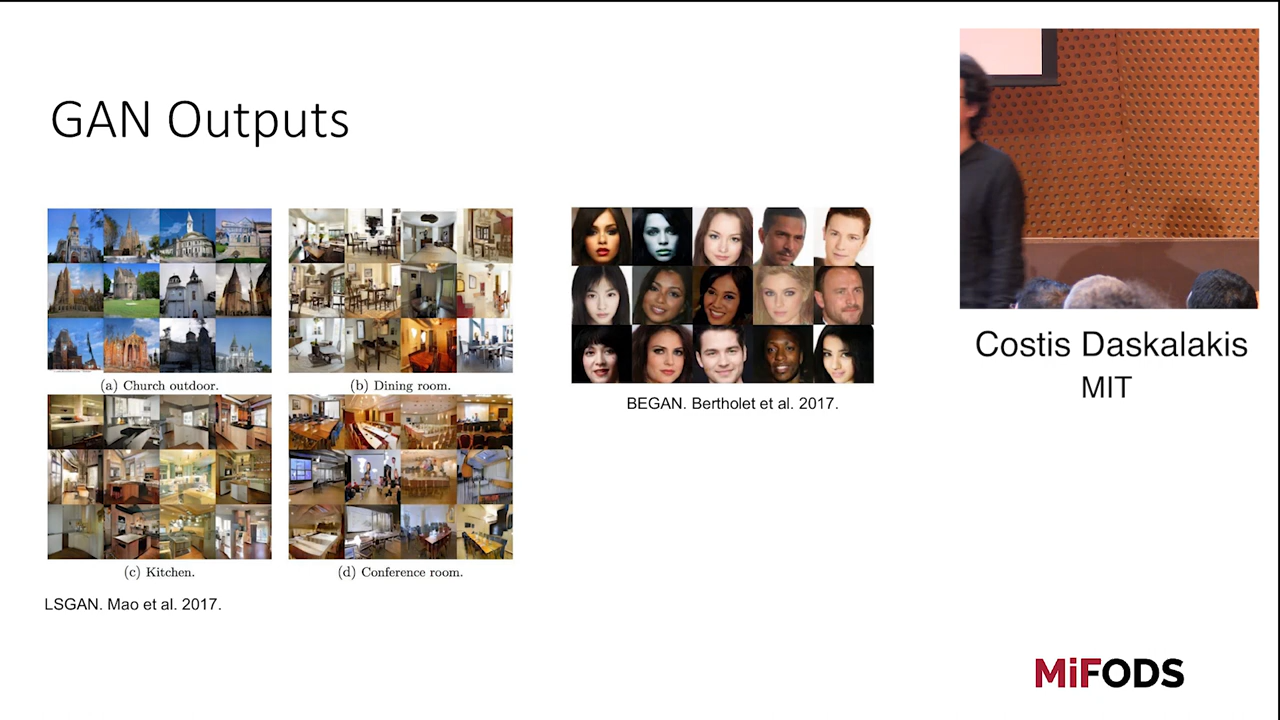 GAN Outputs
(a) Church outdoor.
(b) Dining room.
(c) Kitchen.
(d) Conference room.
LSGAN. Mao et al. 2017.
BEGAN. Bertholet et al. 2017.
Costis Daskalakis
MIT
MiFODS